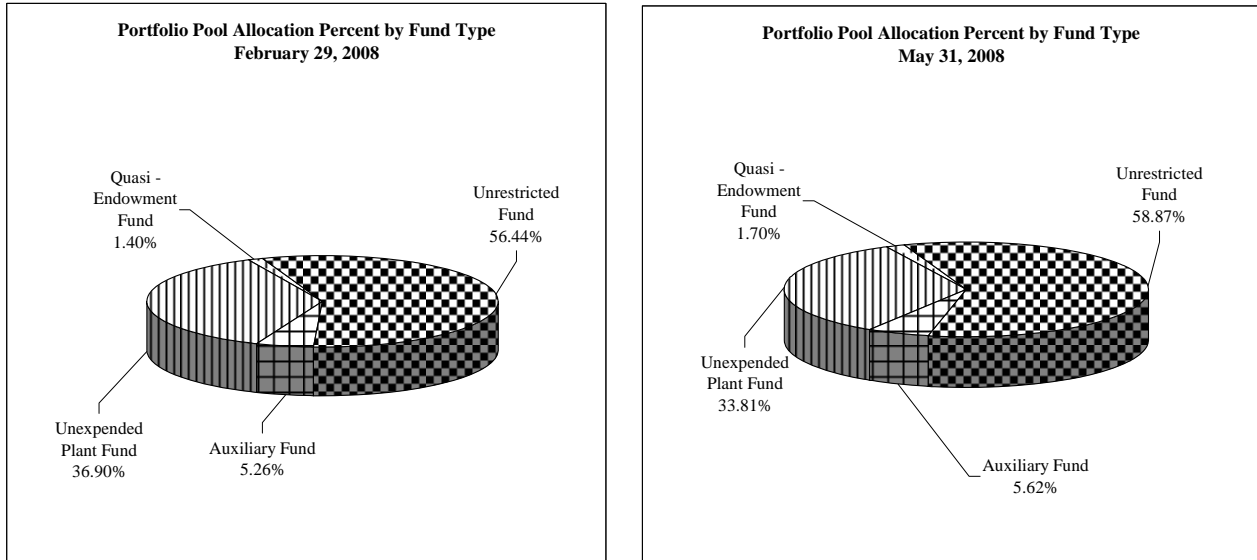 Portfolio Pool Allocation Percent by Fund Type
February 29, 2008
Quasi -
Endowment
Fund
1.40%
Unrestricted
Fund
56.44%
Unexpended
Plant Fund
36.90%
Auxiliary Fund
5.26%
Portfolio Pool Allocation Percent by Fund Type
May 31, 2008
Quasi -
Endowment
Fund
1.70%
Unrestricted
Fund
58.87%
Unexpended
Plant Fund
33.81%
Auxiliary Fund
5.62%